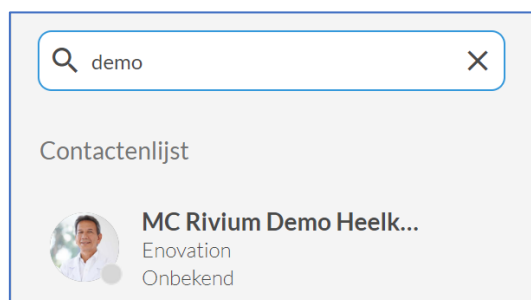 demo
Contactenlijst
MC Rivium Demo Heelk...
Enovation
Onbekend